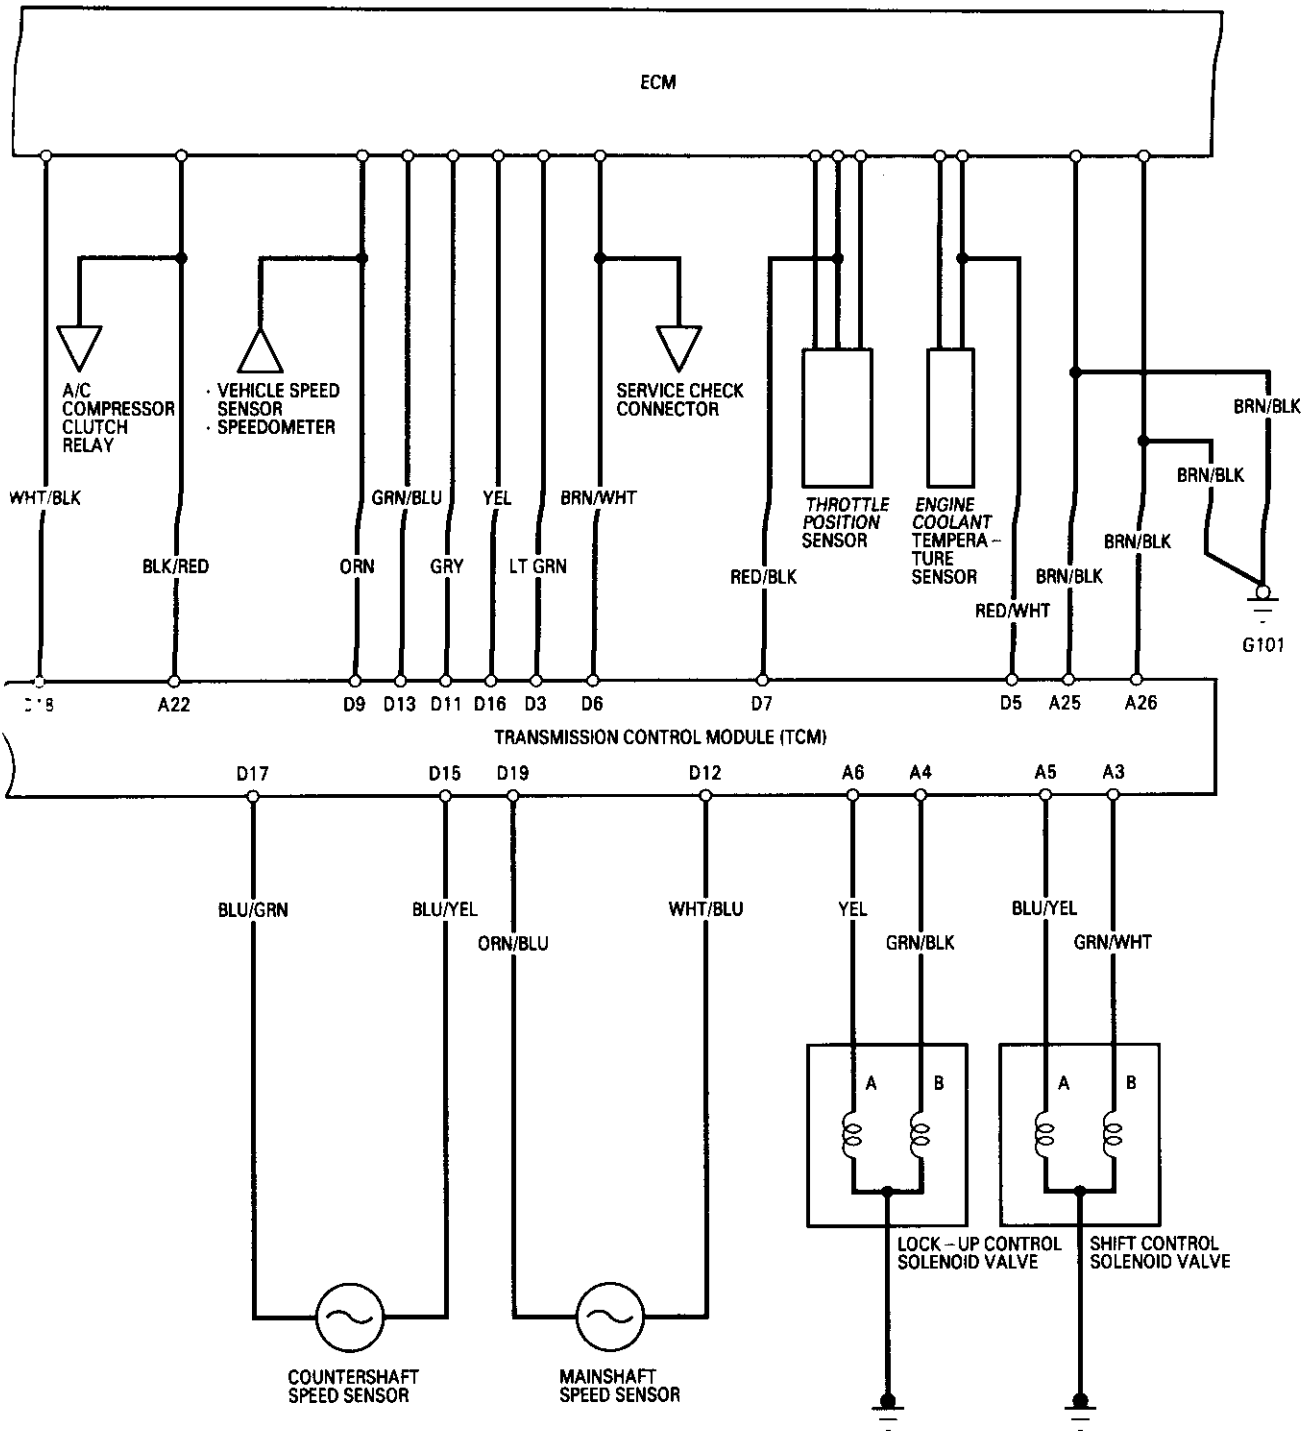 ECM
A/C
COMPRESSOR
CLUTCH
RELAY
· VEHICLE SPEED
SENSOR
· SPEEDOMETER
SERVICE CHECK
CONNECTOR
BRN/BLK
BRN/BLK
WHT/BLK
GRN/BLU
YEL
BRN/WHT
THROTTLE
POSITION
SENSOR
ENGINE
COOLANT
TEMPERA-
TURE
SENSOR
BRN/BLK
BLK/RED
ORN
GRY
LT GRN
RED/BLK
BRN/BLK
RED/WHT
G101
A22
D9
D13
D11
D16
D3
D6
D7
D5
A25
A26
TRANSMISSION CONTROL MODULE (TCM)
D17
D15
D19
D12
A6
A4
A5
A3
BLU/GRN
BLU/YEL
WHT/BLU
YEL
BLU/YEL
ORN/BLU
GRN/BLK
GRN/WHT
A
B
A
B
LOCK-UP CONTROL
SOLENOID VALVE
SHIFT CONTROL
SOLENOID VALVE
COUNTERSHAFT
SPEED SENSOR
MAINSHAFT
SPEED SENSOR